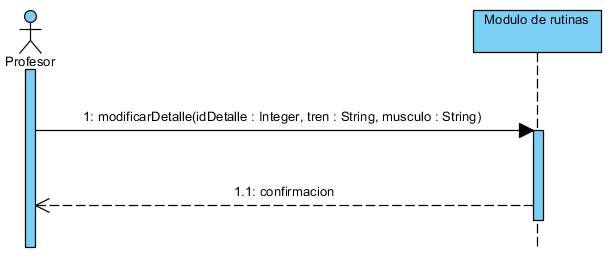 Modulo de rutinas
Profesor
1: modificarDetalle(idDetalle : Integer, tren : String, musculo : String)
1.1: confirmacion